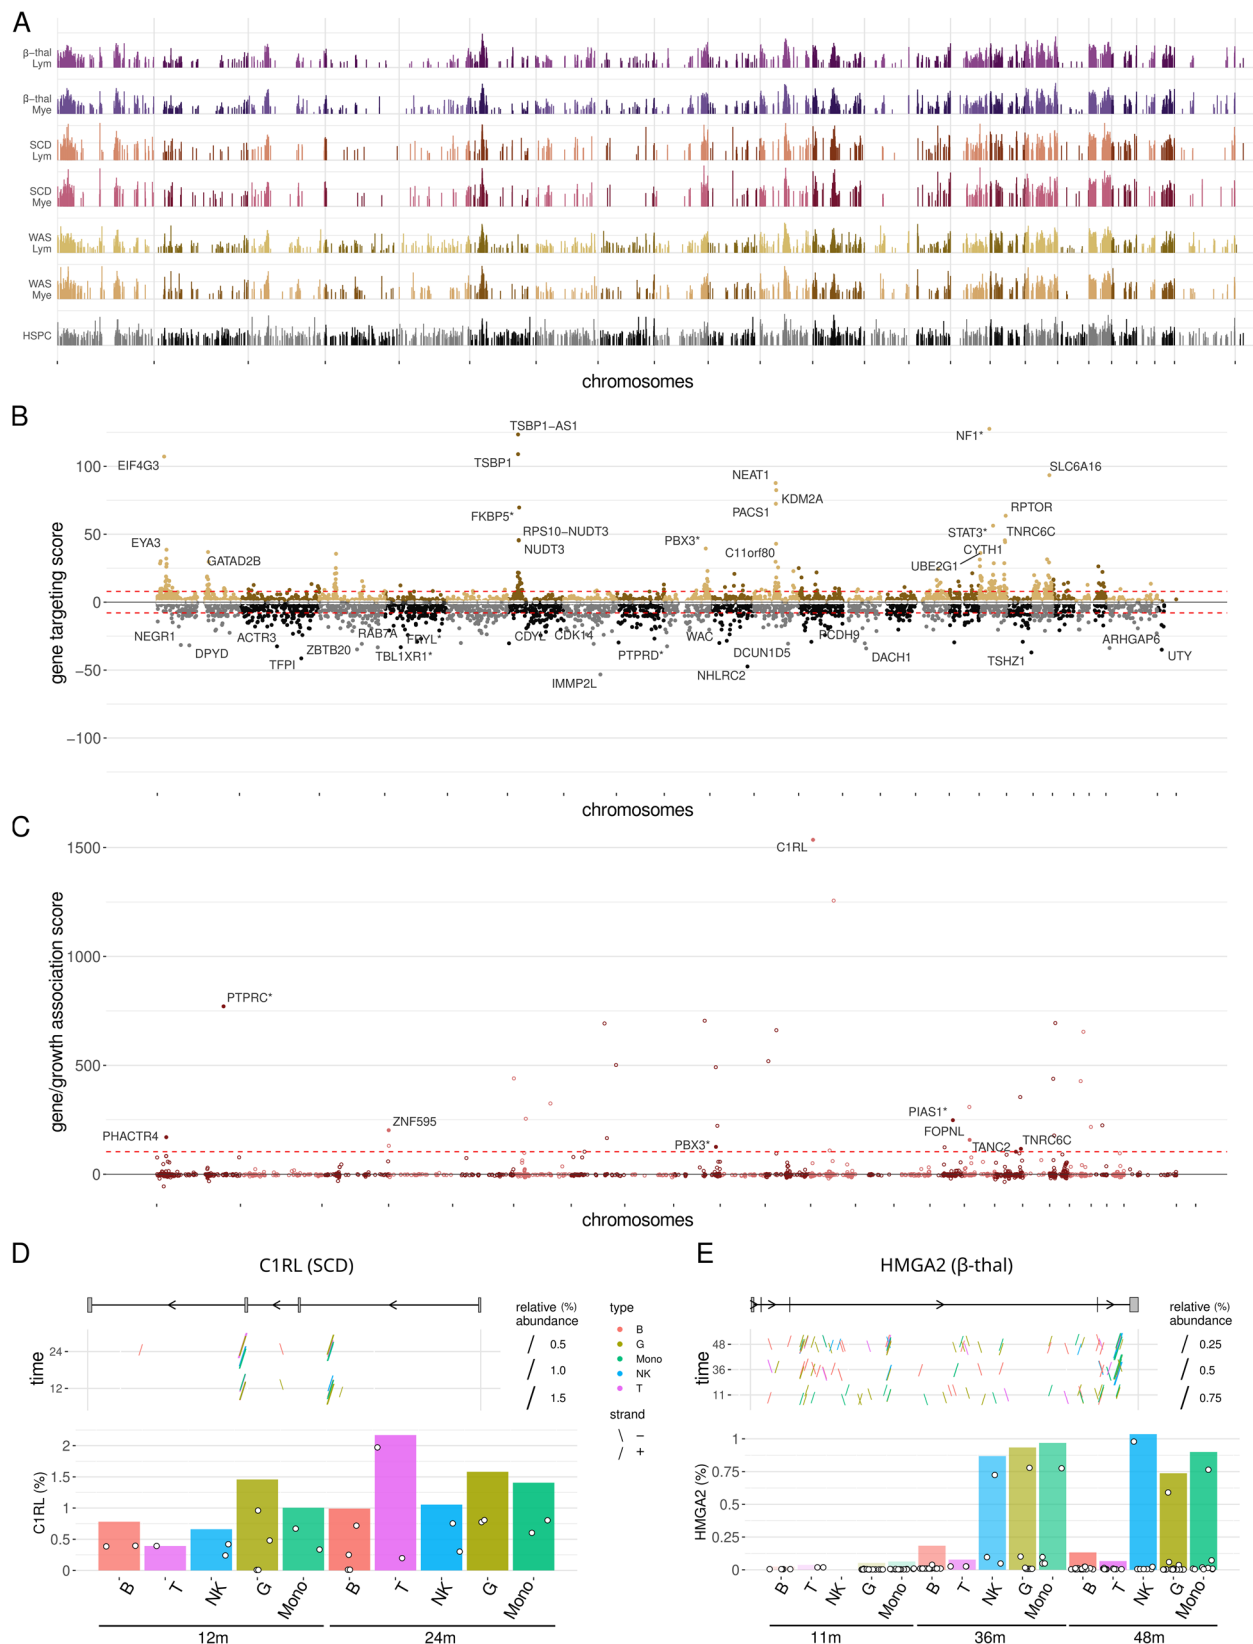 A
β−thal
Lym
β−thal
Mye
SCD
Lym
SCD
Mye
WAS
Lym
WAS
Mye
HSPC
chromosomes
B
gene targeting score
100
50
0
−50
−100
TSBP1−AS1
NF1*
EIF4G3
TSBP1
SLC6A16
NEAT1
KDM2A
PACS1
RPTOR
FKBP5*
RPS10−NUDT3
STAT3*
TNRC6C
EYA3
NUDT3
PBX3*
C11orf80
CYTH1
GATAD2B
UBE2G1
NEGR1
ACTR3
RAB7A
FRYL
CDYL
CDK14
WAC
PCDH9
ARHGAP6
DPYD
ZBTB20
TBL1XR1*
PTPRD*
DCUN1D5
DACH1
TSHZ1
UTY
TFPI
IMMP2L
NHLRC2
chromosomes
C
gene/growth association score
1500
1000
500
0
C1RL
PTPRC*
PIAS1*
ZNF595
FOPNL
PHACTR4
PBX3*
TANC2
TNRC6C
chromosomes
D
C1RL (SCD)
time
24
12
relative (%)
abundance
0.5
1.0
1.5
C1RL (%)
2
1.5
1
0.5
0
B
T
NK
G
Mono
B
T
NK
G
Mono
12m
24m
type
B
G
Mono
NK
T
strand
−
+
E
HMGA2 (β-thal)
time
48
36
11
relative (%)
abundance
0.25
0.5
0.75
HMGA2 (%)
1
0.75
0.5
0.25
0
B
T
NK
G
Mono
B
T
NK
G
Mono
B
T
NK
G
Mono
11m
36m
48m